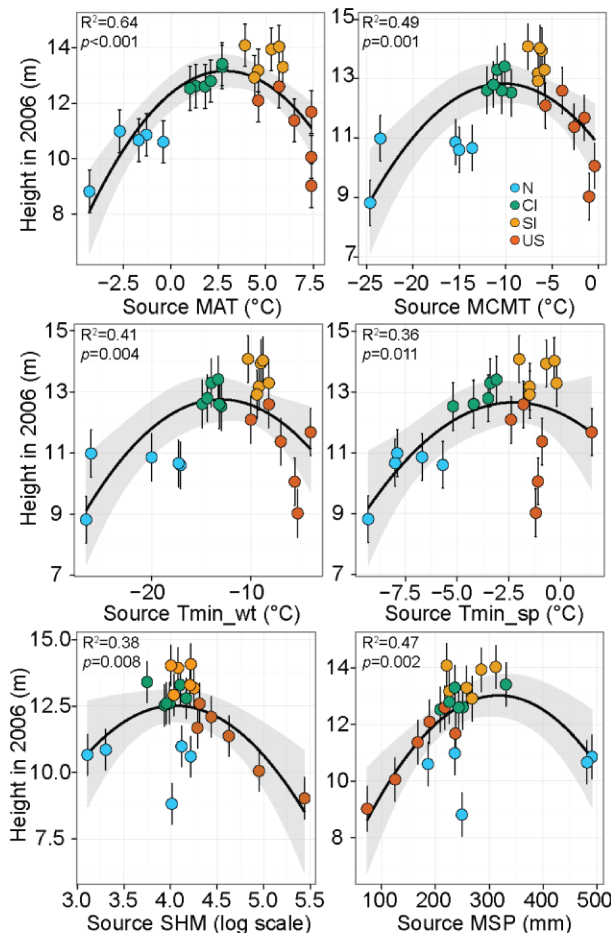 R²=0.64
p<0.001
14
12
10
8
Height in 2006 (m)
−2.5 0.0 2.5 5.0 7.5
Source MAT (°C)
R²=0.49
p=0.001
15
13
11
9
7
N
CI
SI
US
−25 −20 −15 −10 −5 0
Source MCMT (°C)
R²=0.41
p=0.004
15
13
11
9
7
Height in 2006 (m)
−20 −10
Source Tmin_wt (°C)
R²=0.36
p=0.011
15
13
11
9
7
−7.5 −5.0 −2.5 0.0
Source Tmin_sp (°C)
R²=0.38
p=0.008
15.0
12.5
10.0
7.5
Height in 2006 (m)
3.0 3.5 4.0 4.5 5.0 5.5
Source SHM (log scale)
R²=0.47
p=0.002
14
12
10
8
100 200 300 400 500
Source MSP (mm)